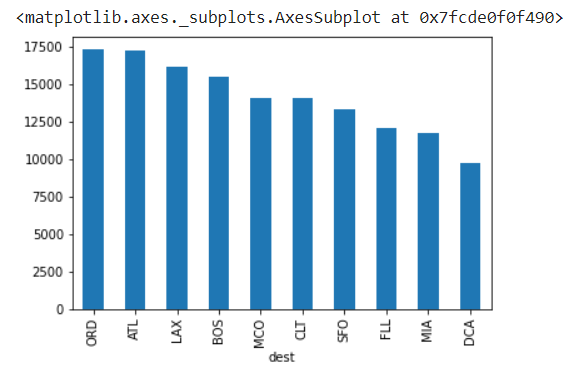 <matplotlib.axes._subplots.AxesSubplot at 0x7fcde0f0f490>
17500
15000
12500
10000
7500
5000
2500
0
ORD ATL LAX BOS MCO CLT SFO FLL MIA DCA
dest